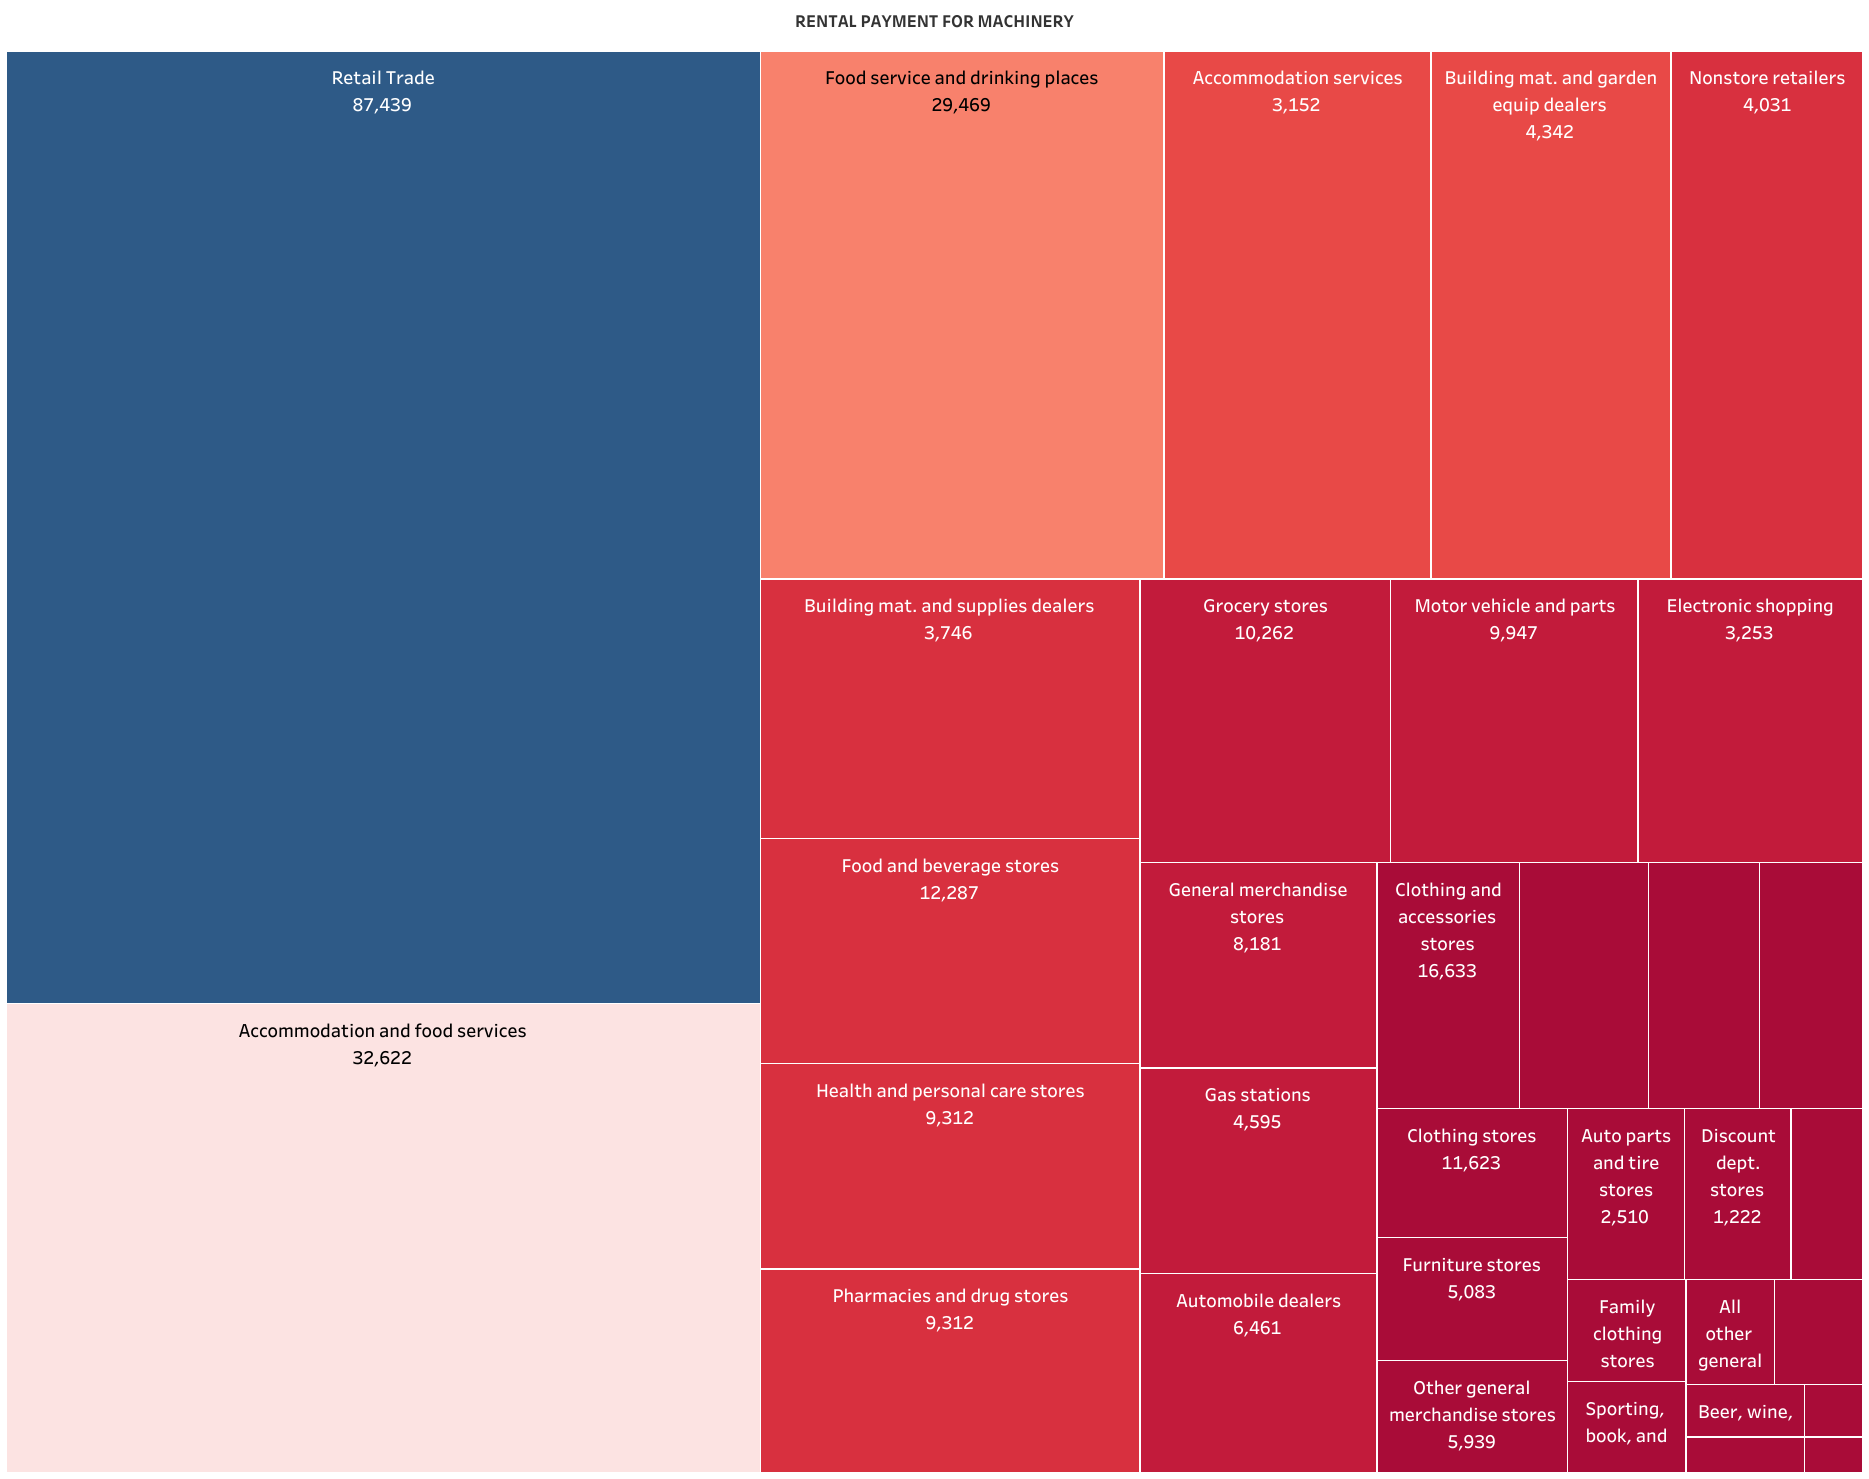 RENTAL PAYMENT FOR MACHINERY
Retail Trade
87,439
Accommodation and food services
32,622
Food service and drinking places
29,469
Accommodation services
3,152
Building mat. and garden
equip dealers
4,342
Nonstore retailers
4,031
Building mat. and supplies dealers
3,746
Food and beverage stores
12,287
Health and personal care stores
9,312
Pharmacies and drug stores
9,312
Grocery stores
10,262
Motor vehicle and parts
9,947
Electronic shopping
3,253
General merchandise
stores
8,181
Gas stations
4,595
Automobile dealers
6,461
Clothing and
accessories
stores
16,633
Clothing stores
11,623
Furniture stores
5,083
Other general
merchandise stores
5,939
Auto parts
and tire
stores
2,510
Discount
dept.
stores
1,222
Family
clothing
stores
All
other
general
Sporting,
book, and
Beer, wine,